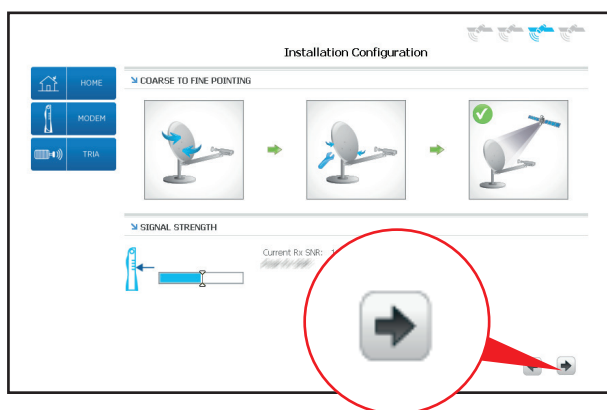 Installation Configuration
HOME
MODEM
TRIA
COARSE TO FINE POINTING
SIGNAL STRENGTH
Current Rx SNR: